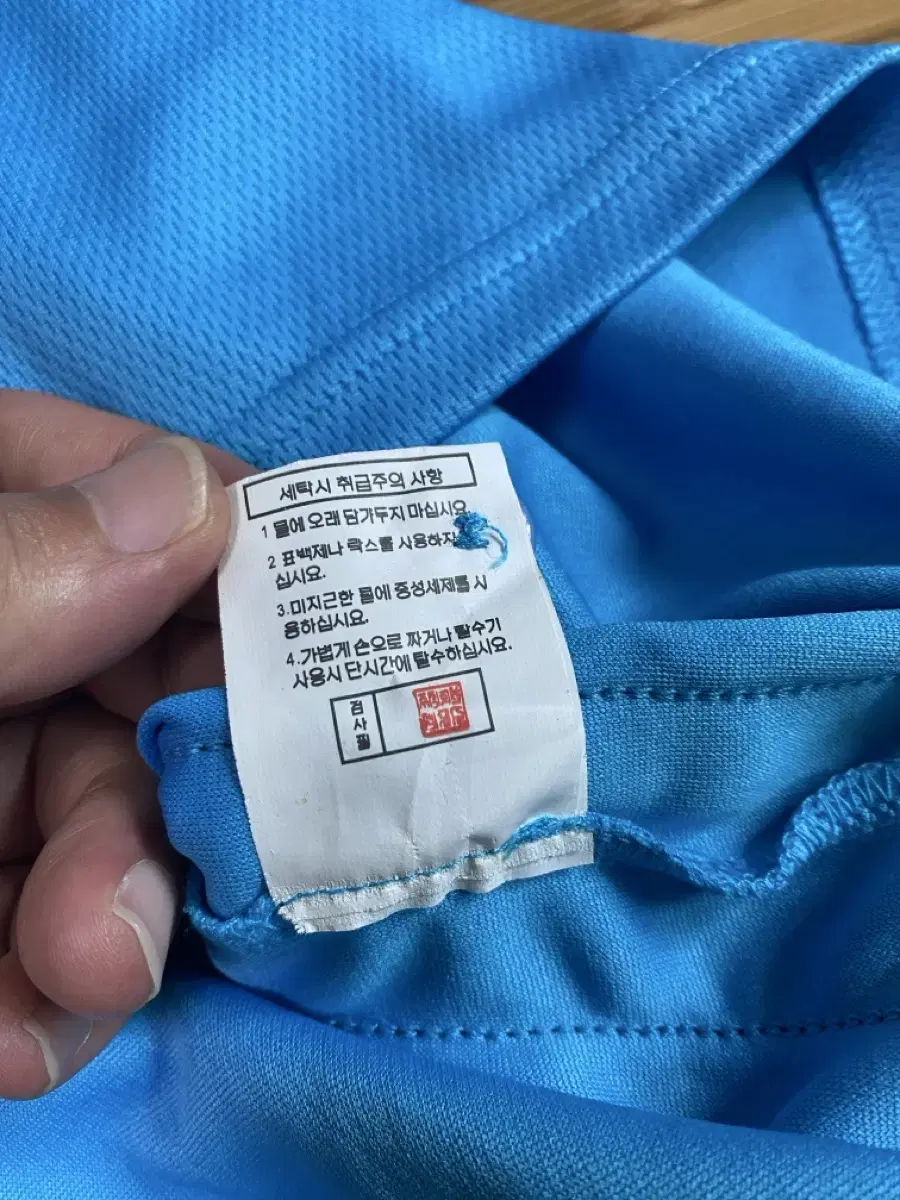 세탁시 취급주의 사항
1 물에 오래 담가두지 마십시요.
2 표백제나 락스를 사용하지
십시요.
3.미지근한 물에 중성세제를 시
용하십시요.
4.가볍게 손으로 짜거나 탈수기
사용시 단시간에 탈수하십시요.
검사필